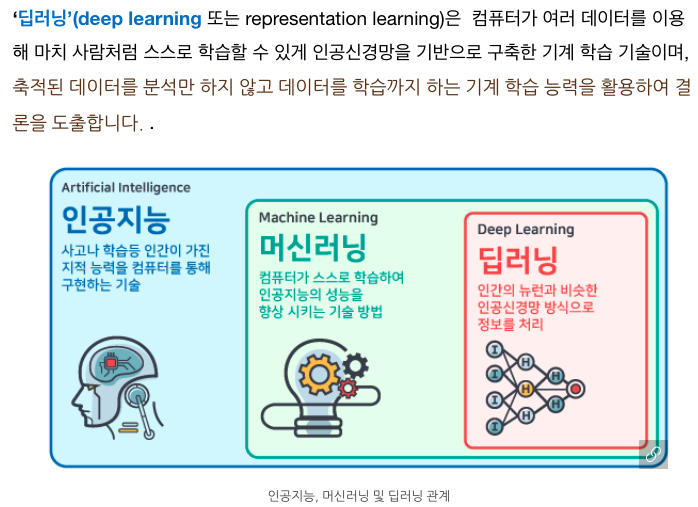 ‘딥러닝’(deep learning 또는 representation learning)은 컴퓨터가 여러 데이터를 이용
해 마치 사람처럼 스스로 학습할 수 있게 인공신경망을 기반으로 구축한 기계 학습 기술이며,
축적된 데이터를 분석만 하지 않고 데이터를 학습까지 하는 기계 학습 능력을 활용하여 결
론을 도출합니다. .
Artificial Intelligence
인공지능
사고나 학습등 인간이 가진
지적 능력을 컴퓨터를 통해
구현하는 기술
Machine Learning
머신러닝
컴퓨터가 스스로 학습하여
인공지능의 성능을
향상 시키는 기술 방법
Deep Learning
딥러닝
인간의 뉴런과 비슷한
인공신경망 방식으로
정보를 처리
I
H
I
H
H
I
H
H
I
인공지능, 머신러닝 및 딥러닝 관계